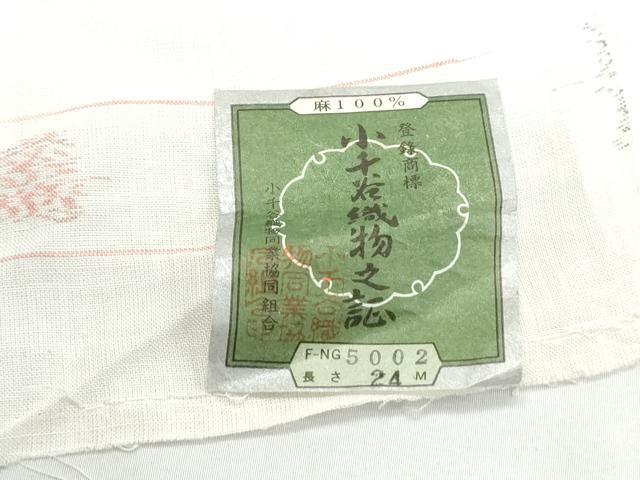 麻100%
登録商標
小千谷織物之証
小千谷織物同業協同組合
F-NG 5002
長さ 24 M